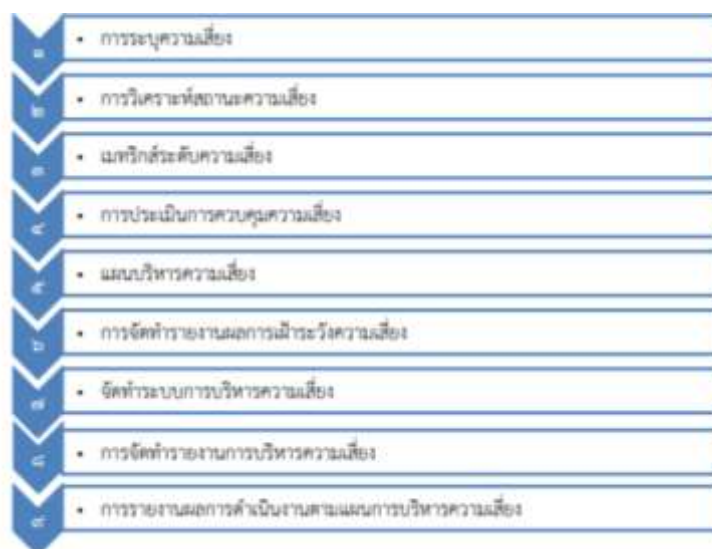 ๑ • การระบุความเสี่ยง
๒ • การวิเคราะห์สถานะความเสี่ยง
๓ • เมทริกส์ระดับความเสี่ยง
๔ • การประเมินการควบคุมความเสี่ยง
๕ • แผนบริหารความเสี่ยง
๖ • การจัดทำรายงานผลการเฝ้าระวังความเสี่ยง
๗ • จัดทำระบบการบริหารความเสี่ยง
๘ • การจัดทำรายงานการบริหารความเสี่ยง
๙ • การรายงานผลการดำเนินงานตามแผนการบริหารความเสี่ยง